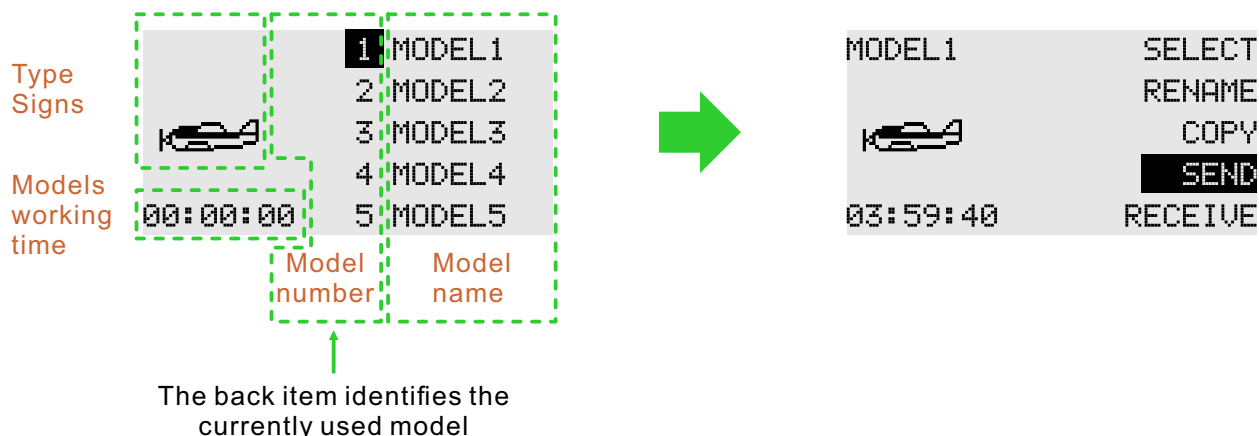 Type
Signs
Models
working
time
1 MODEL1
2 MODEL2
3 MODEL3
4 MODEL4
00:00:00 5 MODEL5
Model
number
Model
name
The back item identifies the
currently used model
MODEL1 SELECT
RENAME
COPY
SEND
03:59:40 RECEIVE